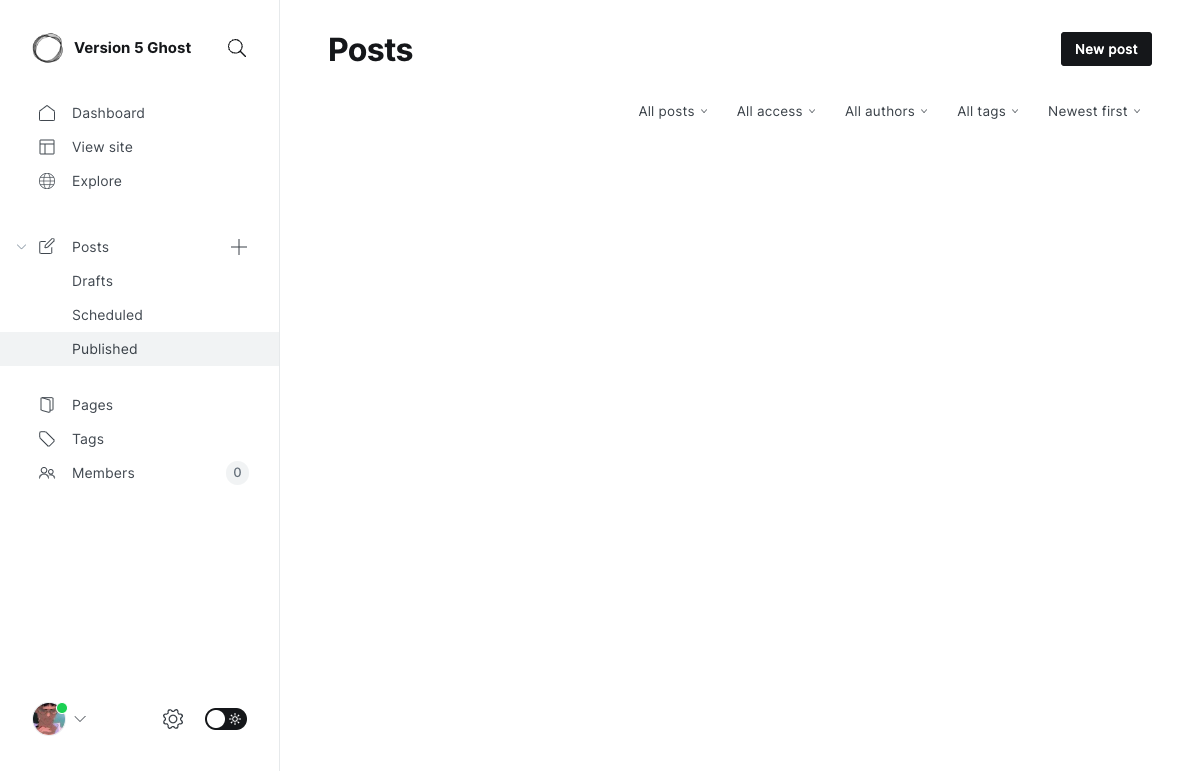 Version 5 Ghost
Dashboard
View site
Explore
Posts
Drafts
Scheduled
Published
Pages
Tags
Members
0
Posts
New post
All posts
All access
All authors
All tags
Newest first